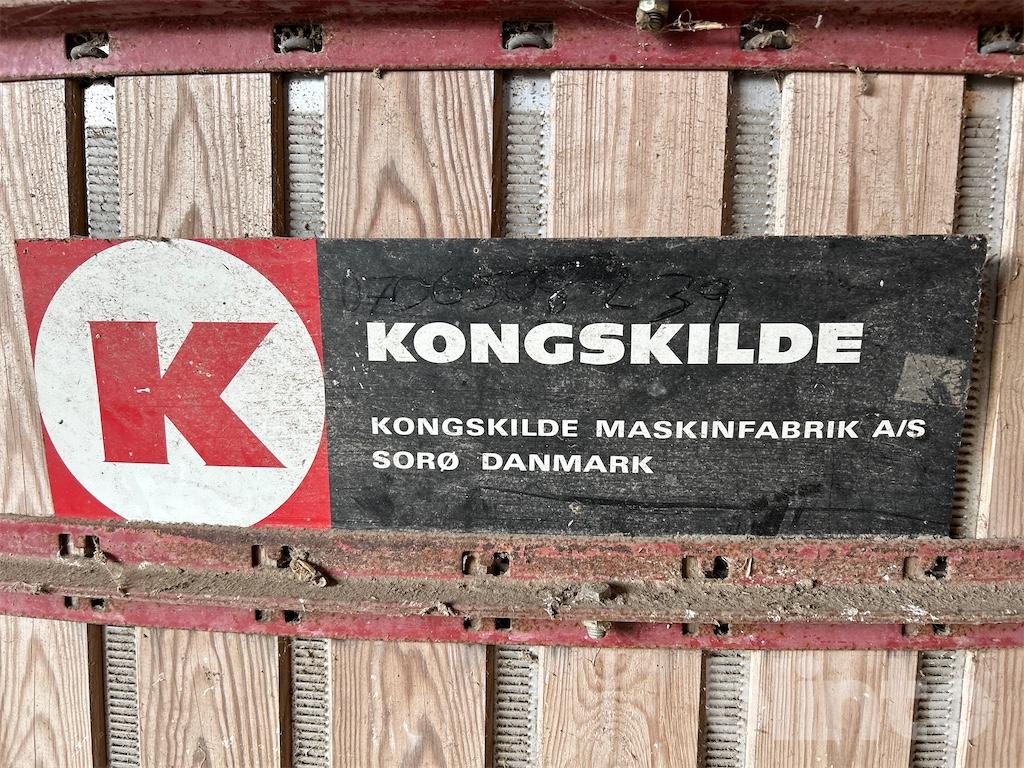 K
KONGSKILDE
KONGSKILDE MASKINFABRIK A/S
SORØ DANMARK